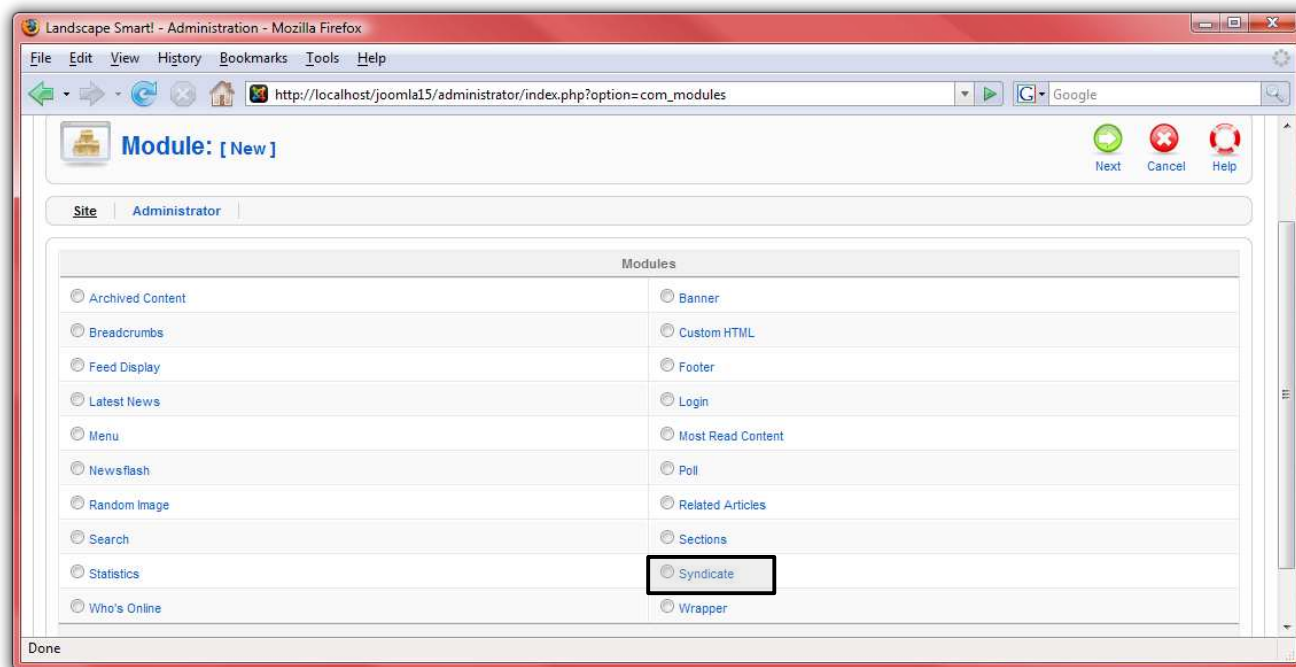 Landscape Smart! - Administration - Mozilla Firefox
File Edit View History Bookmarks Tools Help
http://localhost/joomla15/administrator/index.php?option=com_modules
G Google
Module: [ New ]
Next Cancel Help
Site Administrator
Modules
Archived Content Banner
Breadcrumbs Custom HTML
Feed Display Footer
Latest News Login
Menu Most Read Content
Newsflash Poll
Random Image Related Articles
Search Sections
Statistics Syndicate
Who's Online Wrapper
Done